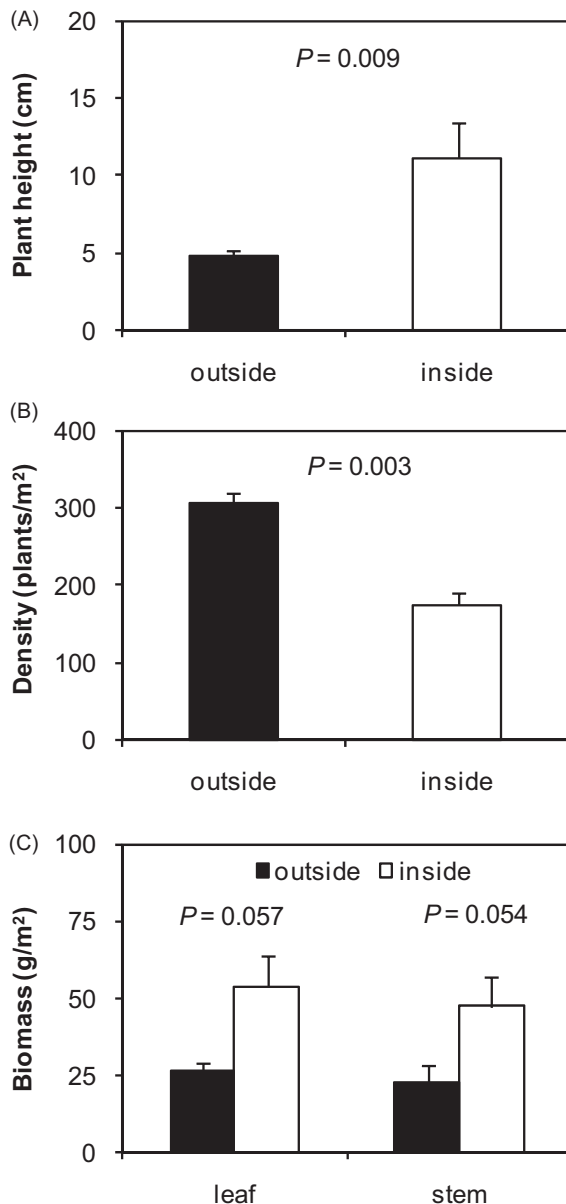 (A)
20
P = 0.009
15
10
5
0
Plant height (cm)
outside inside
(B)
400
P = 0.003
300
200
100
0
Density (plants/m²)
outside inside
(C)
100
outside inside
P = 0.057 P = 0.054
75
50
25
0
Biomass (g/m²)
leaf stem